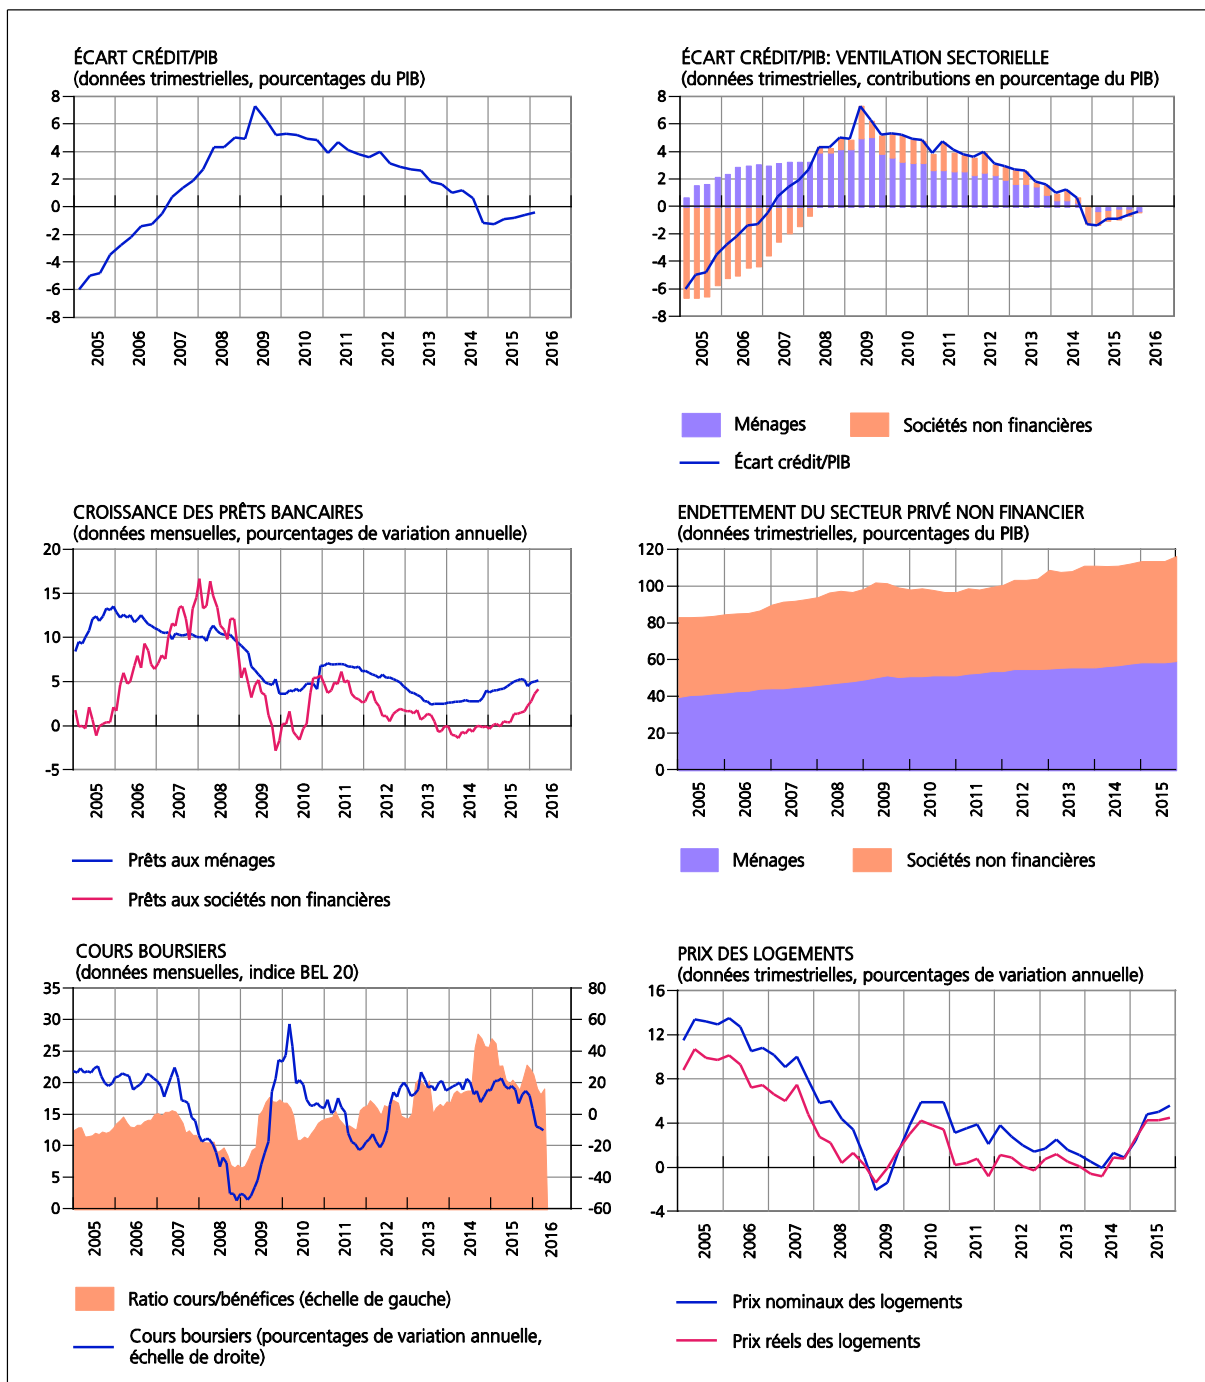 ÉCART CRÉDIT/PIB
(données trimestrielles, pourcentages du PIB)
8
6
4
2
0
-2
-4
-6
-8
2005 2006 2007 2008 2009 2010 2011 2012 2013 2014 2015 2016
ÉCART CRÉDIT/PIB: VENTILATION SECTORIELLE
(données trimestrielles, contributions en pourcentage du PIB)
8
6
4
2
0
-2
-4
-6
-8
2005 2006 2007 2008 2009 2010 2011 2012 2013 2014 2015 2016
Ménages
Sociétés non financières
Écart crédit/PIB
CROISSANCE DES PRÊTS BANCAIRES
(données mensuelles, pourcentages de variation annuelle)
20
15
10
5
0
-5
2005 2006 2007 2008 2009 2010 2011 2012 2013 2014 2015 2016
Prêts aux ménages
Prêts aux sociétés non financières
ENDETTEMENT DU SECTEUR PRIVÉ NON FINANCIER
(données trimestrielles, pourcentages du PIB)
120
100
80
60
40
20
0
2005 2006 2007 2008 2009 2010 2011 2012 2013 2014 2015
Ménages
Sociétés non financières
COURS BOURSIERS
(données mensuelles, indice BEL 20)
35 80
30 60
25 40
20 20
15 0
10 -20
5 -40
0 -60
2005 2006 2007 2008 2009 2010 2011 2012 2013 2014 2015 2016
Ratio cours/bénéfices (échelle de gauche)
Cours boursiers (pourcentages de variation annuelle,
échelle de droite)
PRIX DES LOGEMENTS
(données trimestrielles, pourcentages de variation annuelle)
16
12
8
4
0
-4
2005 2006 2007 2008 2009 2010 2011 2012 2013 2014 2015
Prix nominaux des logements
Prix réels des logements